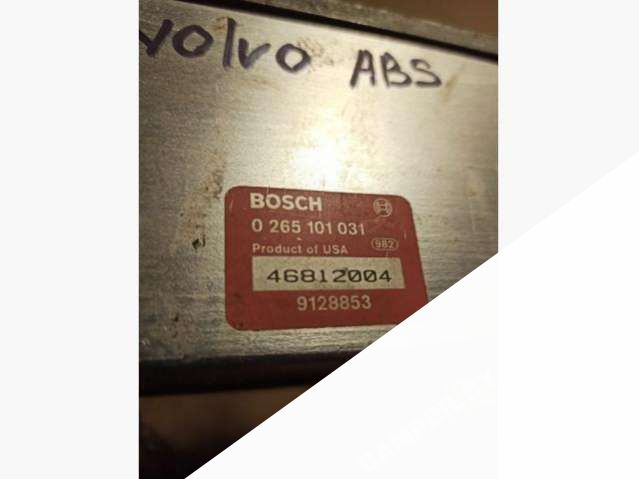 Volvo ABS
BOSCH
0 265 101 031
Product of USA 982
46812004
9128853